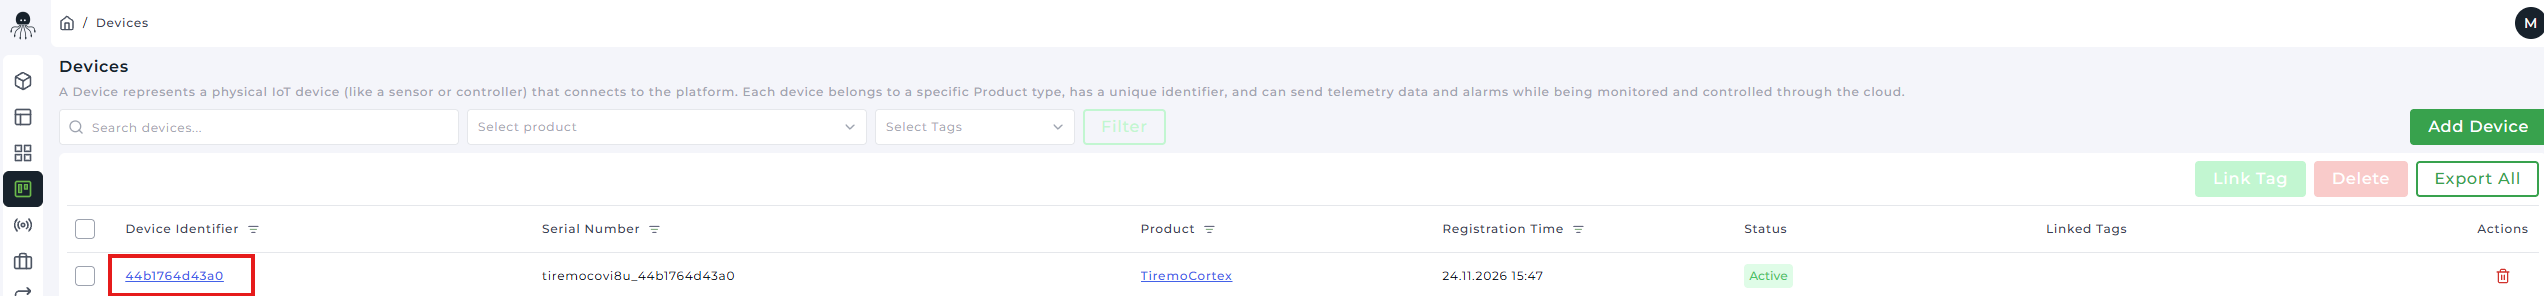 / Devices
M
Devices
A Device represents a physical IoT device (like a sensor or controller) that connects to the platform. Each device belongs to a specific Product type, has a unique identifier, and can send telemetry data and alarms while being monitored and controlled through the cloud.
Search devices... Select product Select Tags Filter Add Device
Link Tag Delete Export All
Device Identifier Serial Number Product Registration Time Status Linked Tags Actions
44b1764d43a0 tiremocovi8u_44b1764d43a0 TiremoCortex 24.11.2026 15:47 Active